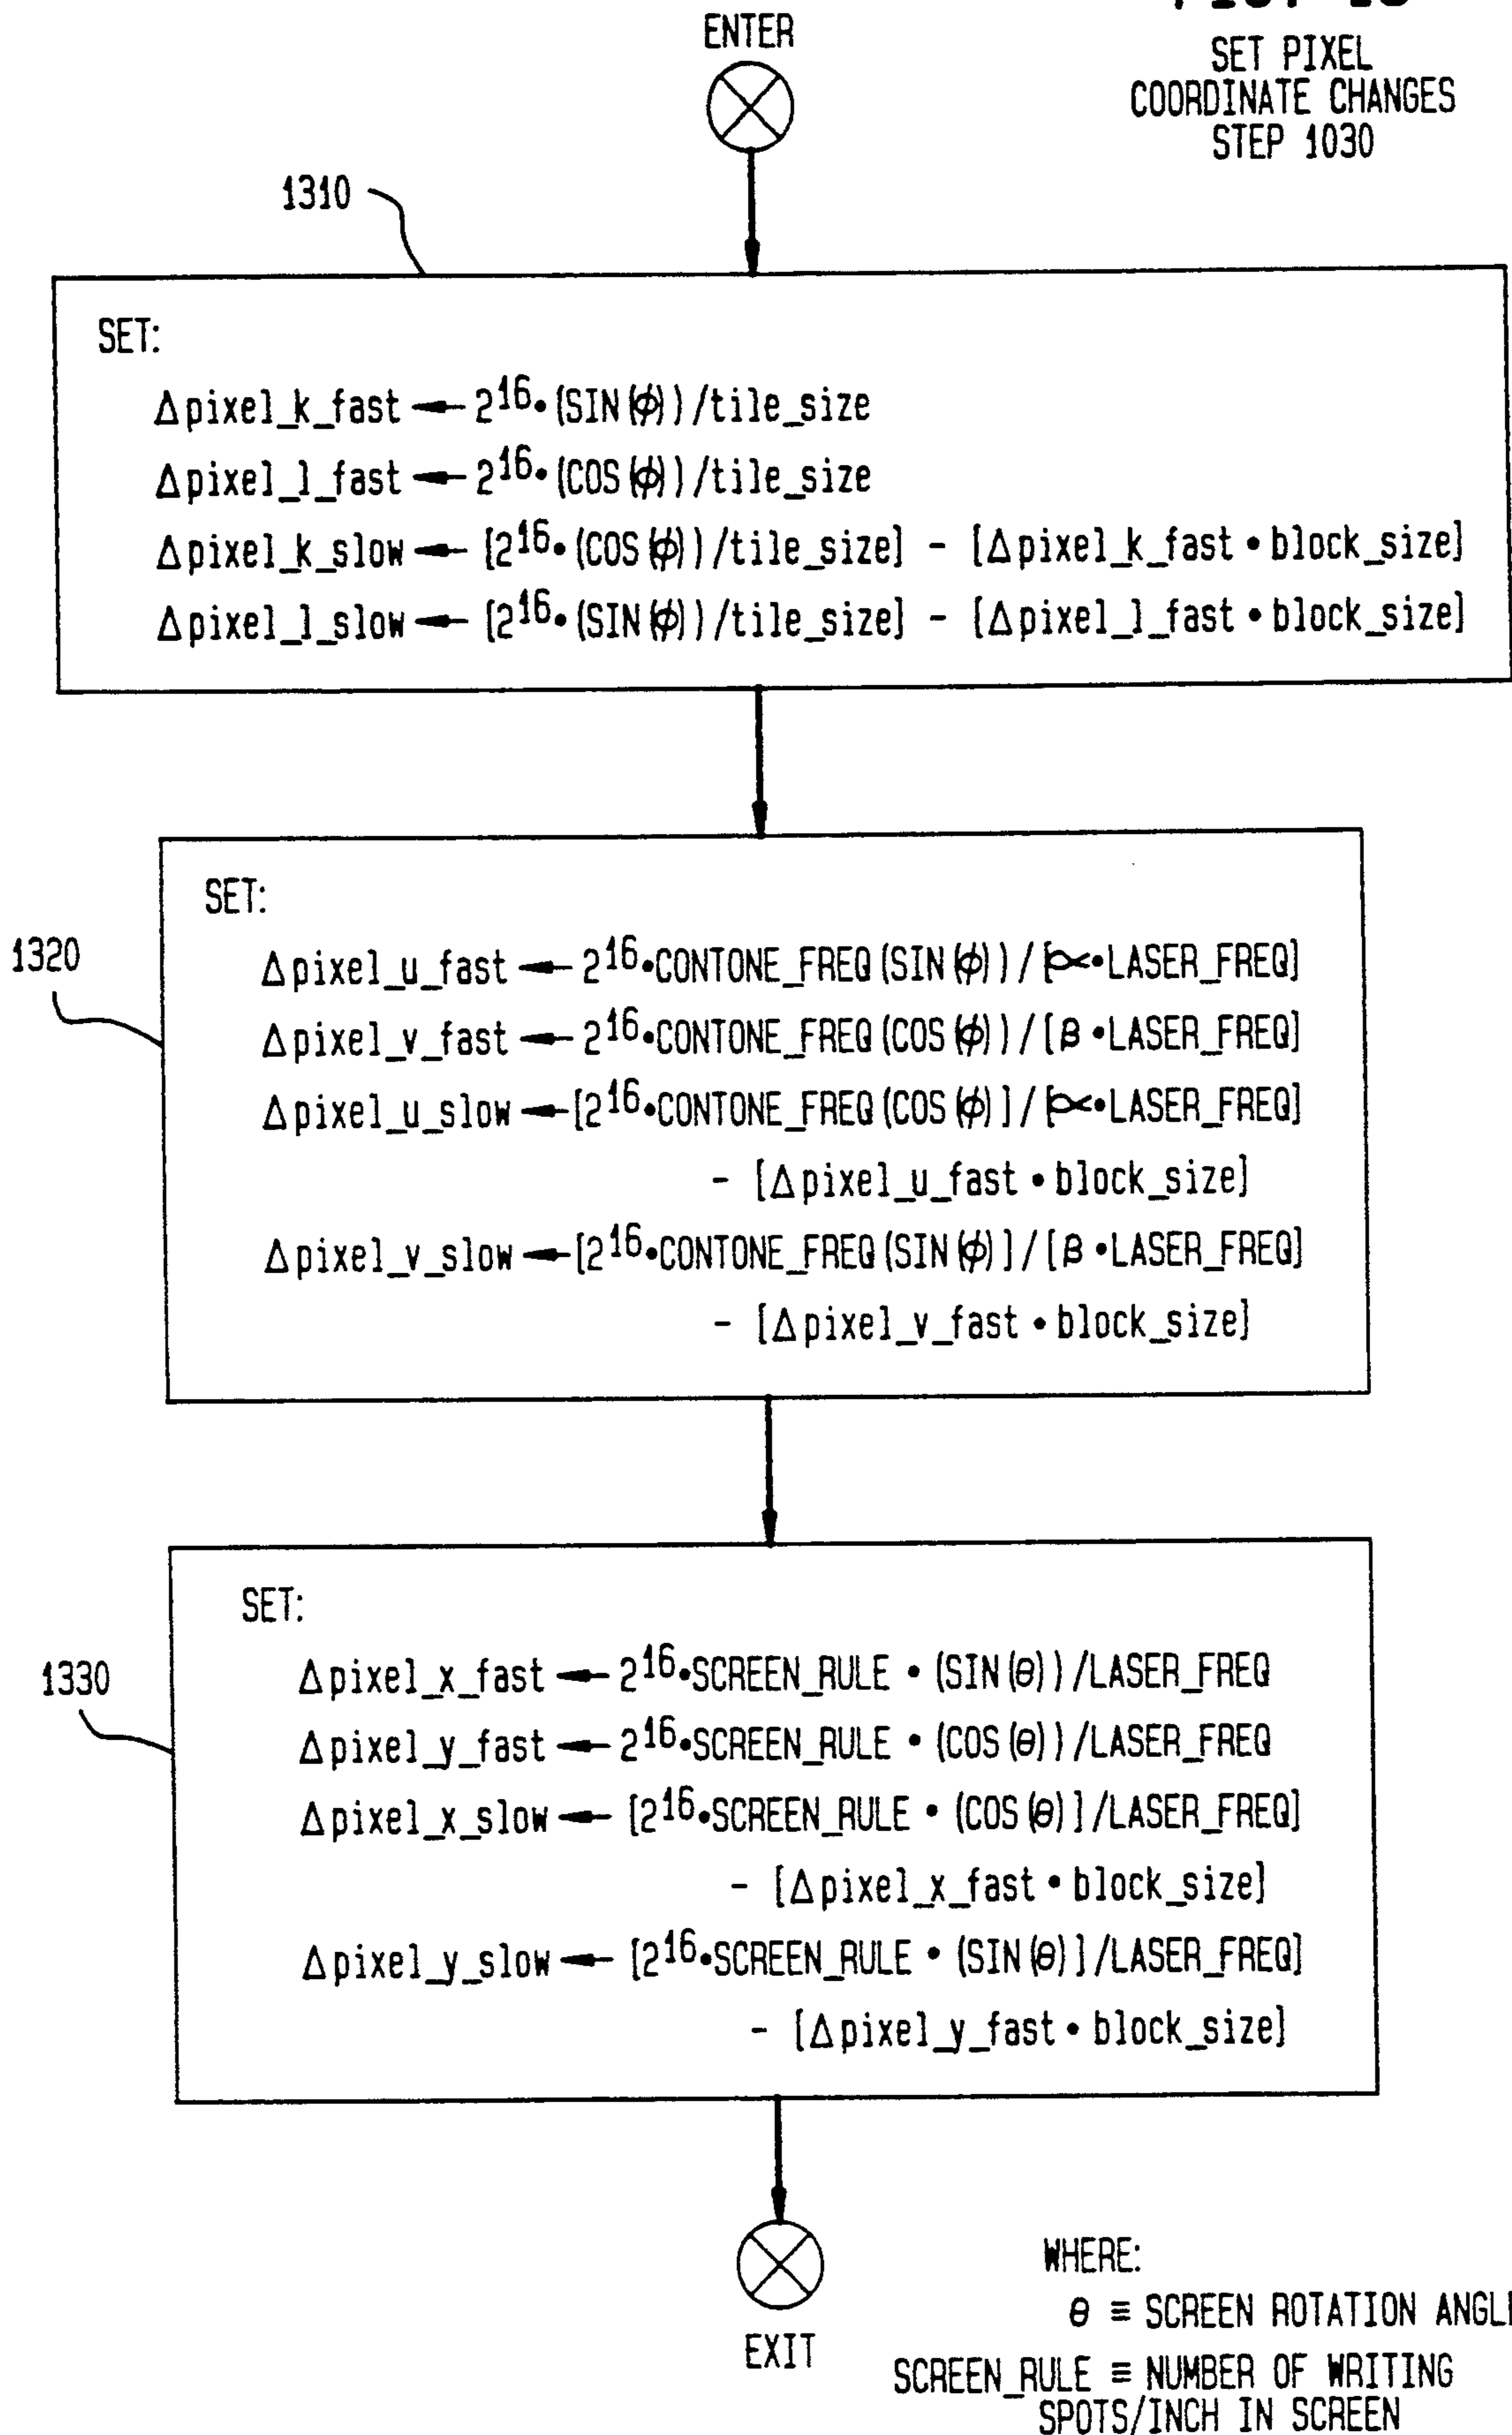 ENTER
SET PIXEL
COORDINATE CHANGES
STEP 1030
1310
SET:
Δpixel_k_fast ← 2^16•(SIN(ϕ))/tile_size
Δpixel_l_fast ← 2^16•(COS(ϕ))/tile_size
Δpixel_k_slow ← [2^16•(COS(ϕ))/tile_size] - [Δpixel_k_fast•block_size]
Δpixel_l_slow ← [2^16•(SIN(ϕ))/tile_size] - [Δpixel_l_fast•block_size]
1320
SET:
Δpixel_u_fast ← 2^16•CONTONE_FREQ(SIN(ϕ))/[∝•LASER_FREQ]
Δpixel_v_fast ← 2^16•CONTONE_FREQ(COS(ϕ))/[β•LASER_FREQ]
Δpixel_u_slow ← [2^16•CONTONE_FREQ(COS(ϕ)]/[∝•LASER_FREQ]
- [Δpixel_u_fast•block_size]
Δpixel_v_slow ← [2^16•CONTONE_FREQ(SIN(ϕ)]/[β•LASER_FREQ]
- [Δpixel_v_fast•block_size]
1330
SET:
Δpixel_x_fast ← 2^16•SCREEN_RULE•(SIN(θ))/LASER_FREQ
Δpixel_y_fast ← 2^16•SCREEN_RULE•(COS(θ))/LASER_FREQ
Δpixel_x_slow ← [2^16•SCREEN_RULE•(COS(θ)]/LASER_FREQ]
- [Δpixel_x_fast•block_size]
Δpixel_y_slow ← [2^16•SCREEN_RULE•(SIN(θ)]/LASER_FREQ]
- [Δpixel_y_fast•block_size]
EXIT
WHERE:
θ ≡ SCREEN ROTATION ANGLE
SCREEN_RULE ≡ NUMBER OF WRITING
SPOTS/INCH IN SCREEN